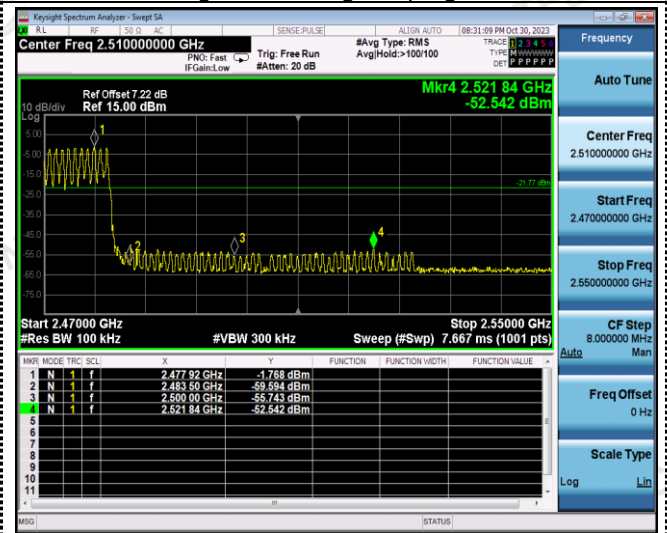 Keysight Spectrum Analyzer - Swept SA
RL RF 50 Ω AC SENSE:PULSE ALIGN AUTO 08:31:09 PM Oct 30, 2023
Center Freq 2.510000000 GHz
PNO: Fast
IFGain:Low
Trig: Free Run
#Atten: 20 dB
#Avg Type: RMS
Avg|Hold:>100/100
TRACE 1 2 3 4 5 6
TYPE M WWWWW
DET P P P P P P
Ref Offset 7.22 dB
10 dB/div Ref 15.00 dBm
Log
Mkr4 2.521 84 GHz
-52.542 dBm
5.00
-5.00
-15.0
-25.0
-35.0
-45.0
-55.0
-65.0
-75.0
1
2
3
4
-21.77 dBm
Start 2.47000 GHz Stop 2.55000 GHz
#Res BW 100 kHz #VBW 300 kHz Sweep (#Swp) 7.667 ms (1001 pts)
MKR MODE TRC SCL X Y FUNCTION FUNCTION WIDTH FUNCTION VALUE
1 N 1 f 2.477 92 GHz -1.768 dBm
2 N 1 f 2.483 50 GHz -59.594 dBm
3 N 1 f 2.500 00 GHz -55.743 dBm
4 N 1 f 2.521 84 GHz -52.542 dBm
5
6
7
8
9
10
11
MSG STATUS
Frequency
Auto Tune
Center Freq
2.510000000 GHz
Start Freq
2.470000000 GHz
Stop Freq
2.550000000 GHz
CF Step
8.000000 MHz
Auto Man
Freq Offset
0 Hz
Scale Type
Log Lin